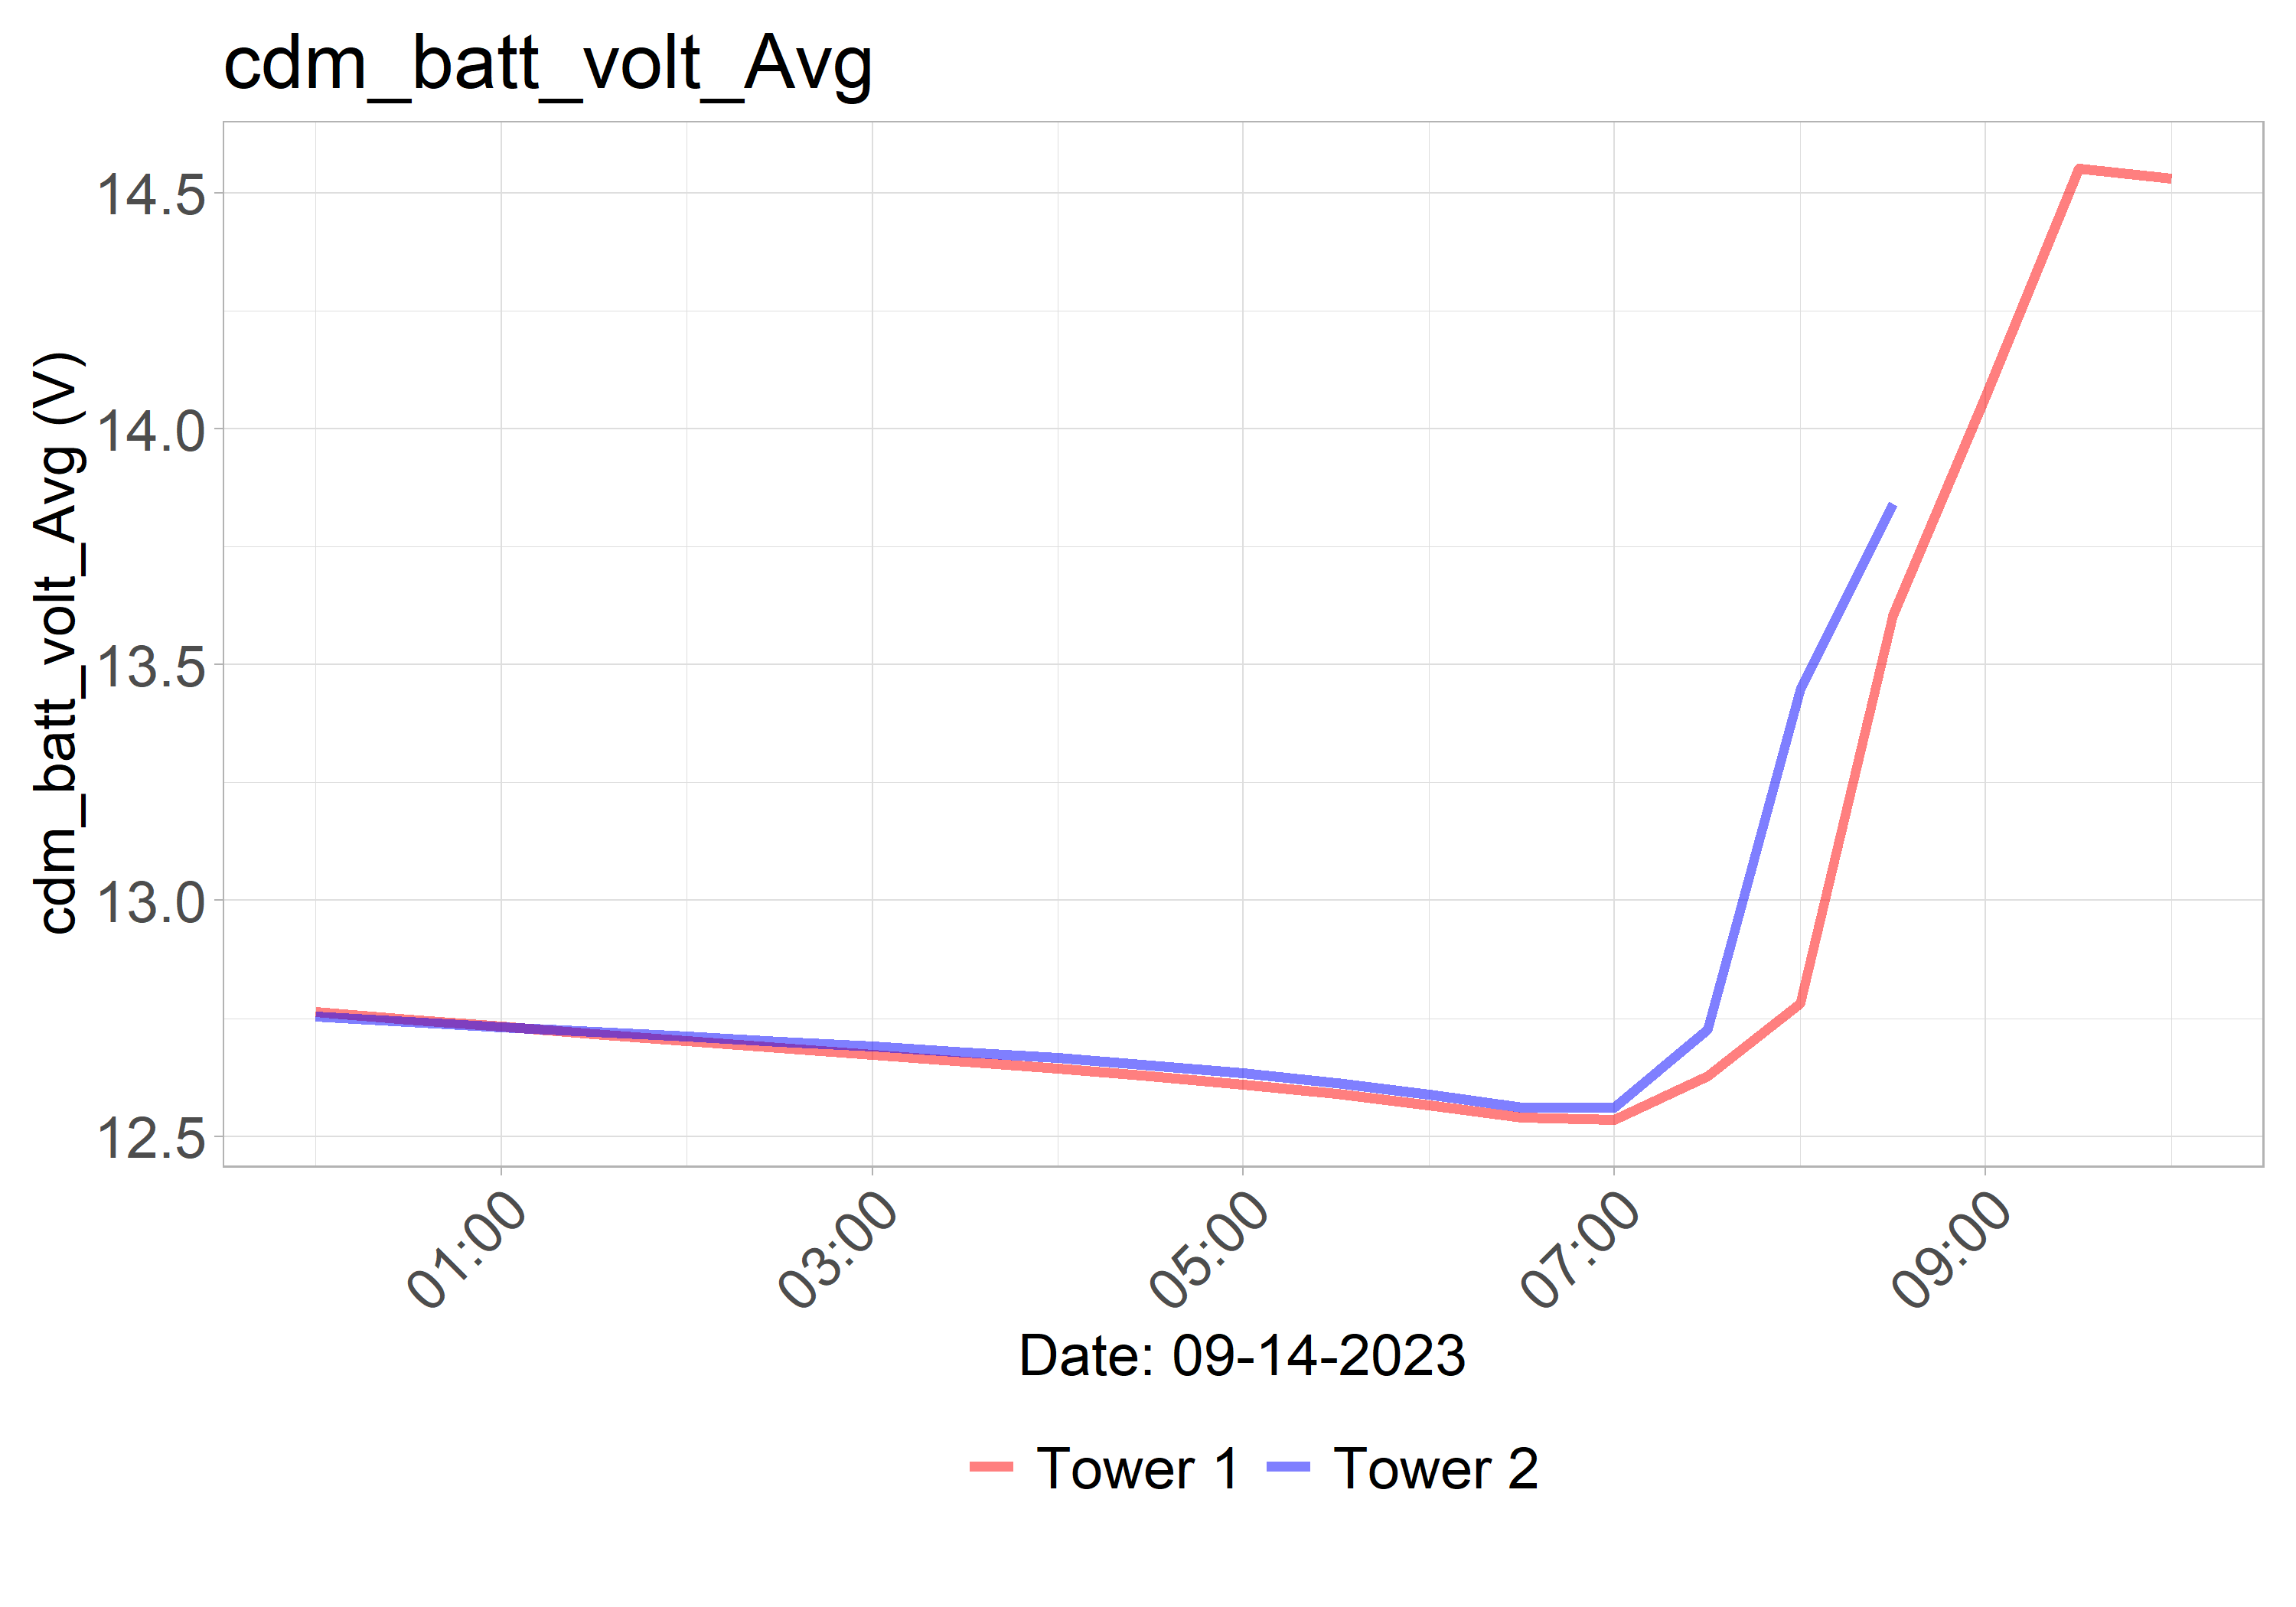 cdm_batt_volt_Avg
cdm_batt_volt_Avg (V)
14.5
14.0
13.5
13.0
12.5
01:00
03:00
05:00
07:00
09:00
Date: 09-14-2023
Tower 1 Tower 2